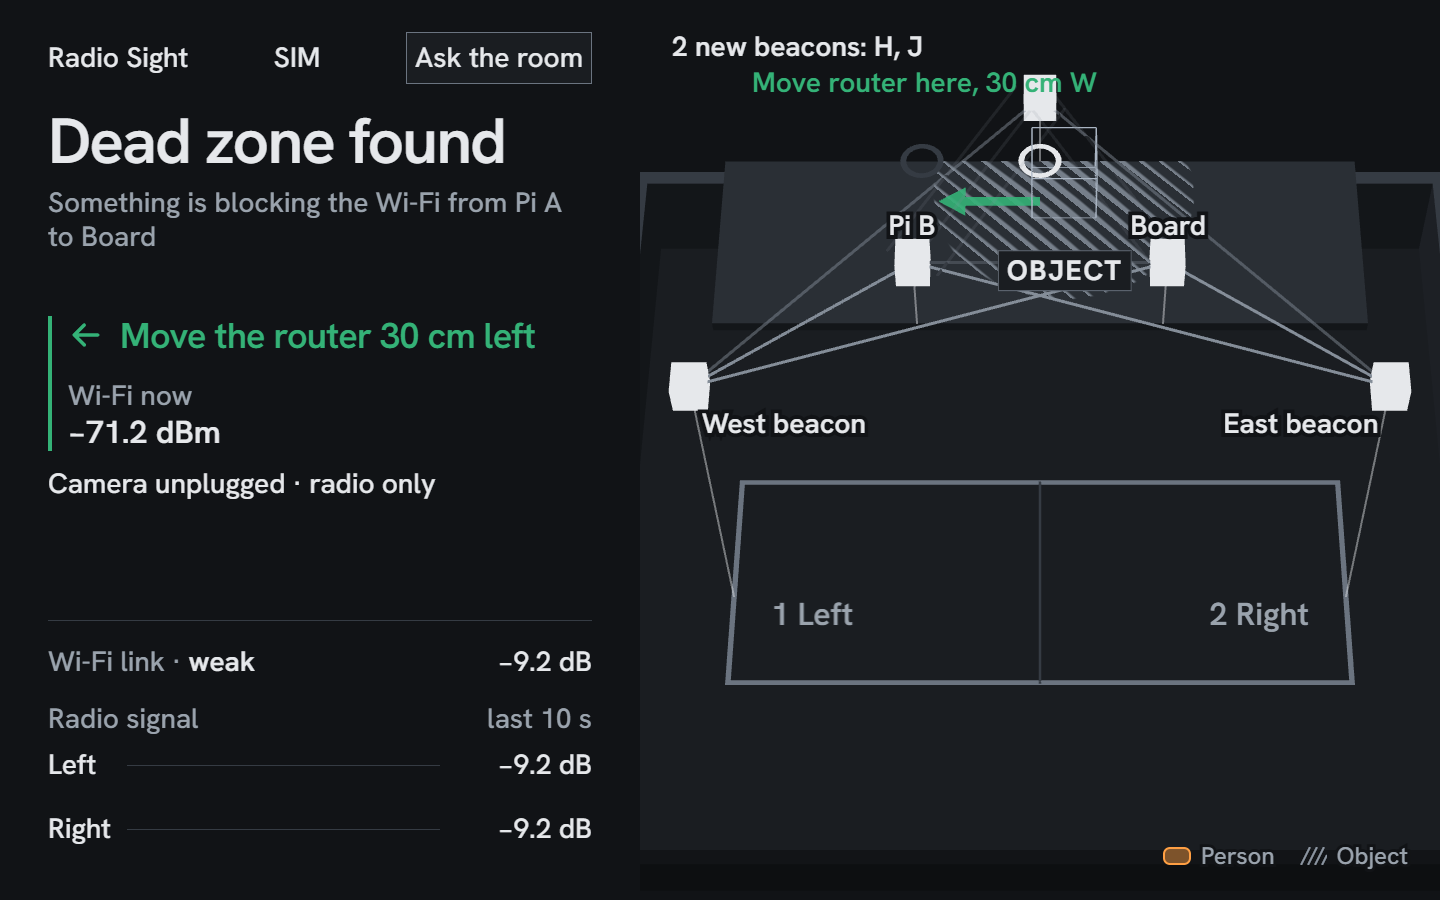 Radio Sight
SIM
Ask the room
Dead zone found
Something is blocking the Wi-Fi from Pi A
to Board
← Move the router 30 cm left
Wi-Fi now
−71.2 dBm
Camera unplugged · radio only
Wi-Fi link · weak −9.2 dB
Radio signal last 10 s
Left −9.2 dB
Right −9.2 dB
2 new beacons: H, J
Move router here, 30 cm W
Pi B
Board
OBJECT
West beacon
East beacon
1 Left
2 Right
Person
Object